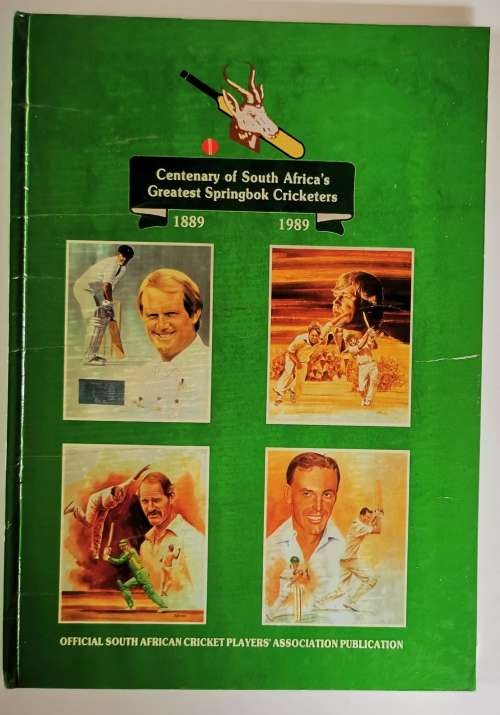 Centenary of South Africa's
Greatest Springbok Cricketers
1889 1989
OFFICIAL SOUTH AFRICAN CRICKET PLAYERS' ASSOCIATION PUBLICATION